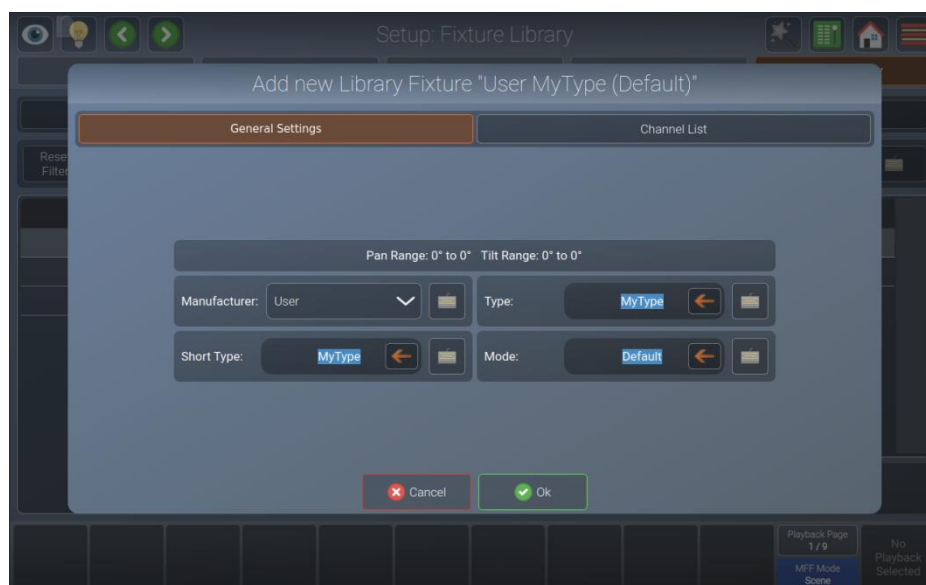 Setup: Fixture Library
Add new Library Fixture "User MyType (Default)"
General Settings
Channel List
Reset
Filter
Pan Range: 0° to 0° Tilt Range: 0° to 0°
Manufacturer: User
Type: MyType
Short Type: MyType
Mode: Default
Cancel
Ok
Playback Page
1 / 9
MFF Mode
Scene
No
Playback
Selected